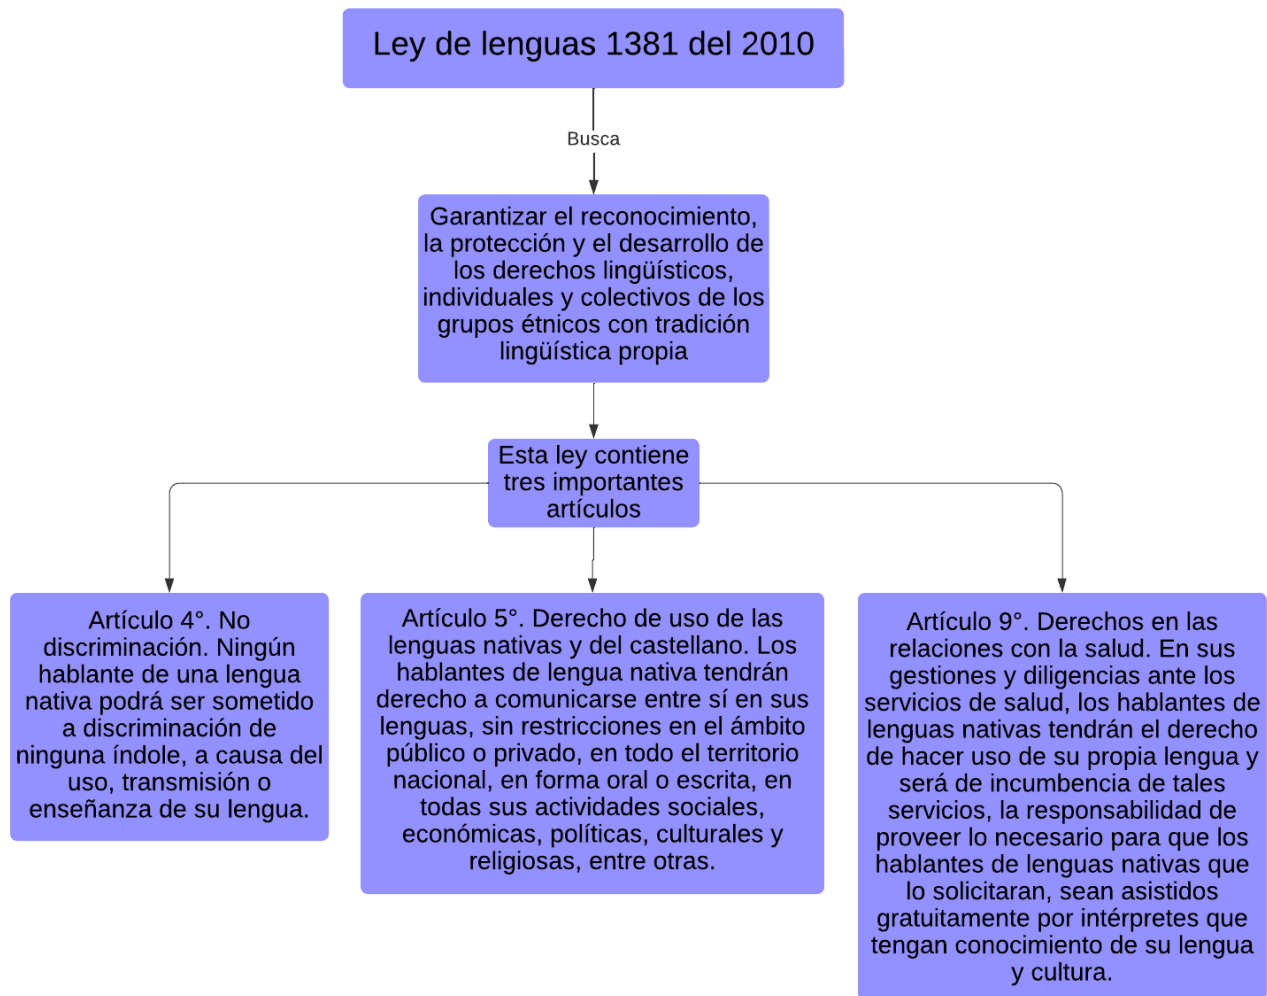 Ley de lenguas 1381 del 2010
Busca
Garantizar el reconocimiento,
la protección y el desarrollo de
los derechos lingüísticos,
individuales y colectivos de los
grupos étnicos con tradición
lingüística propia
Esta ley contiene
tres importantes
artículos
Artículo 4°. No
discriminación. Ningún
hablante de una lengua
nativa podrá ser sometido
a discriminación de
ninguna índole, a causa del
uso, transmisión o
enseñanza de su lengua.
Artículo 5°. Derecho de uso de las
lenguas nativas y del castellano. Los
hablantes de lengua nativa tendrán
derecho a comunicarse entre sí en sus
lenguas, sin restricciones en el ámbito
público o privado, en todo el territorio
nacional, en forma oral o escrita, en
todas sus actividades sociales,
económicas, políticas, culturales y
religiosas, entre otras.
Artículo 9°. Derechos en las
relaciones con la salud. En sus
gestiones y diligencias ante los
servicios de salud, los hablantes de
lenguas nativas tendrán el derecho
de hacer uso de su propia lengua y
será de incumbencia de tales
servicios, la responsabilidad de
proveer lo necesario para que los
hablantes de lenguas nativas que
lo solicitaran, sean asistidos
gratuitamente por intérpretes que
tengan conocimiento de su lengua
y cultura.